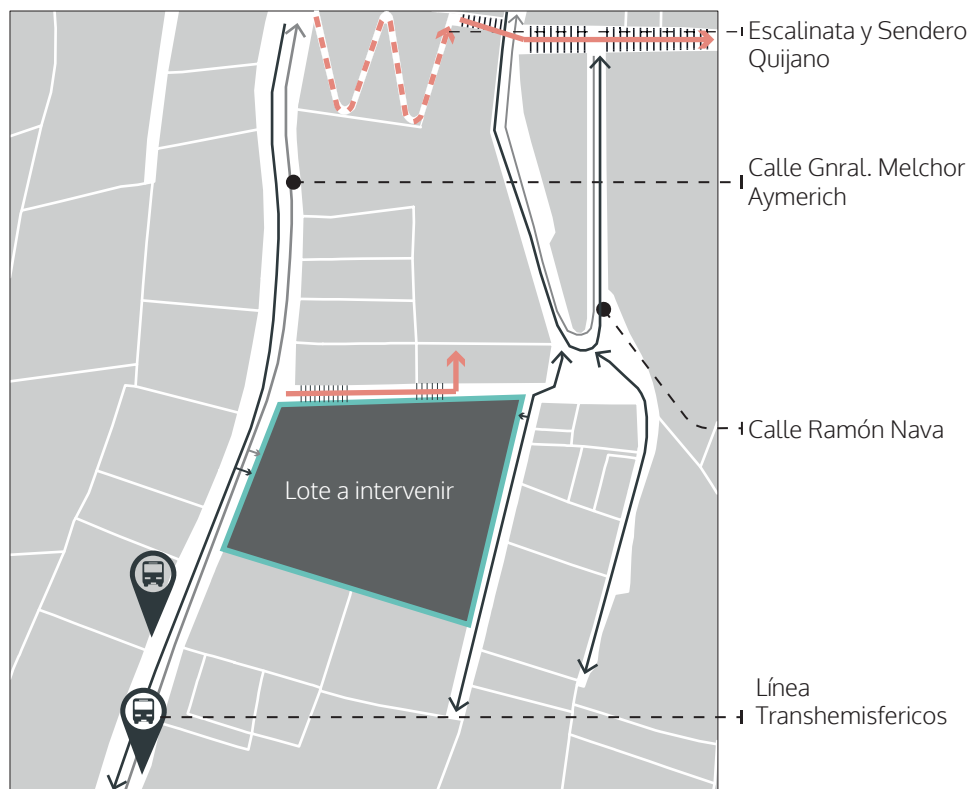 Escalinata y Sendero
Quijano
Calle Gnral. Melchor
Aymerich
Lote a intervenir
Calle Ramón Nava
Línea
Transhemisfericos